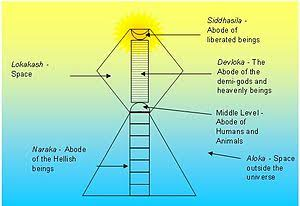 Siddhasila -
Abode of
liberated beings
Lokakash -
Space
Devloka - The
Abode of the
demi-gods and
heavenly beings
Middle Level -
Abode of
Humans and
Animals
Naraka - Abode
of the Hellish
beings
Aloka - Space
outside the
universe